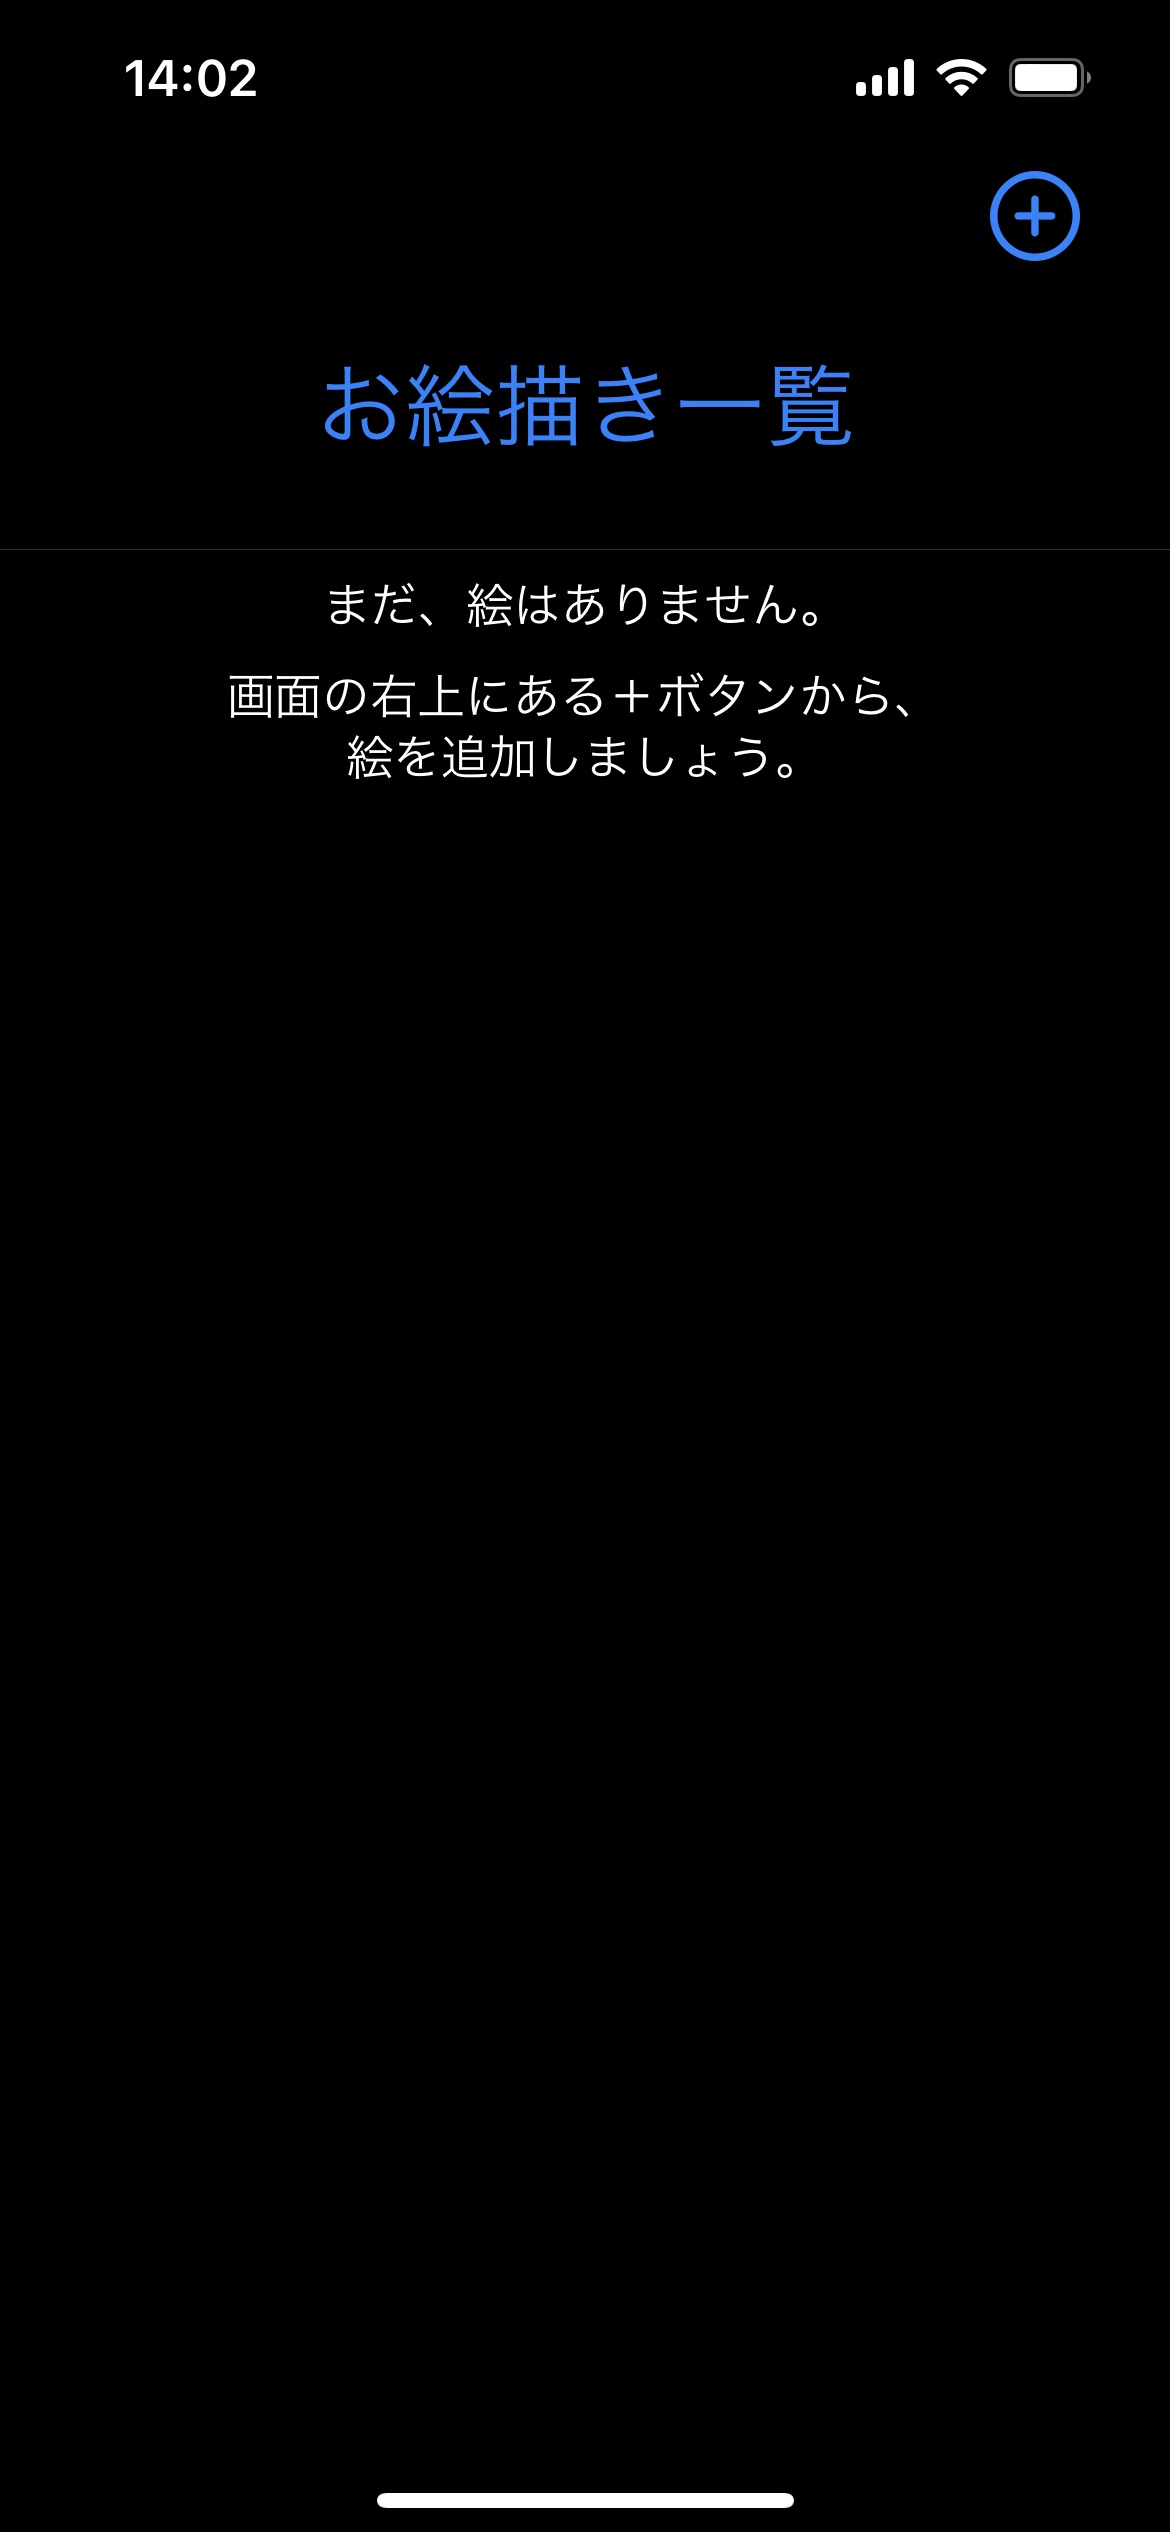 14:02
お絵描き一覧
まだ、絵はありません。
画面の右上にある＋ボタンから、
絵を追加しましょう。